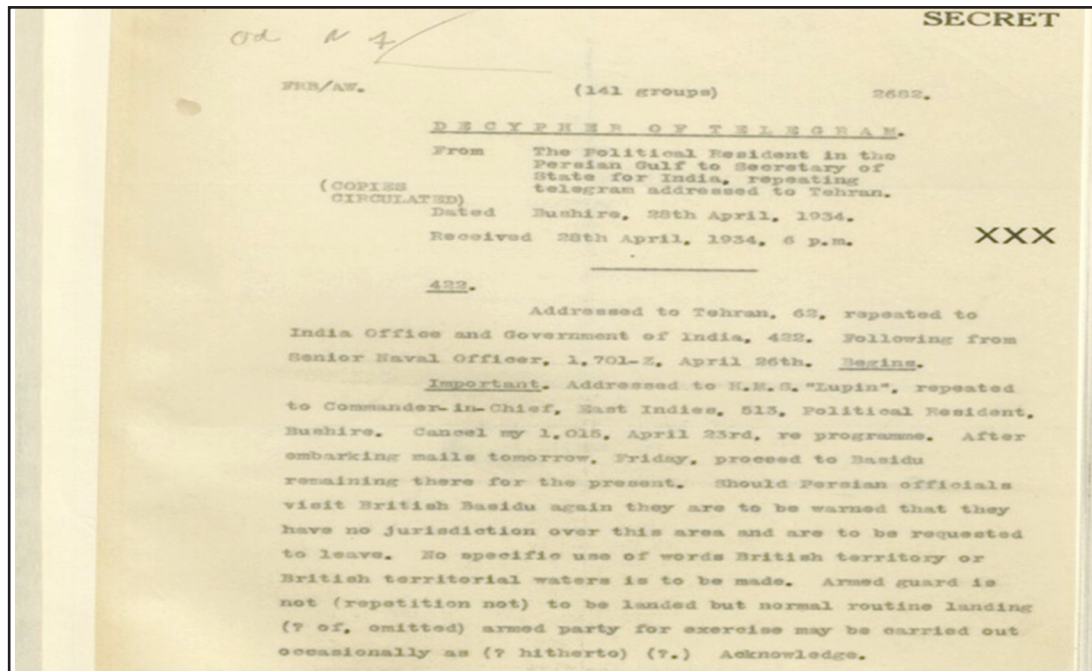 SECRET
od N 4
FRB/AW. (141 groups) 2682.
DECYPHER OF TELEGRAM.
From The Political Resident in the
Persian Gulf to Secretary of
State for India, repeating
telegram addressed to Tehran.
(COPIES
CIRCULATED)
Dated Bushire, 28th April, 1934.
Received 28th April, 1934, 6 p.m.
XXX
422.
Addressed to Tehran, 62, repeated to
India Office and Government of India, 422. Following from
Senior Naval Officer, 1,701-Z, April 26th. Begins.
Important. Addressed to H.M.S. "Lupin", repeated
to Commander-in-Chief, East Indies, 513, Political Resident,
Bushire. Cancel my 1,015, April 23rd, re programme. After
embarking mails tomorrow, Friday, proceed to Basidu
remaining there for the present. Should Persian officials
visit British Basidu again they are to be warned that they
have no jurisdiction over this area and are to be requested
to leave. No specific use of words British territory or
British territorial waters is to be made. Armed guard is
not (repetition not) to be landed but normal routine landing
(? of, omitted) armed party for exercise may be carried out
occasionally as (? hitherto) (?.) Acknowledge.